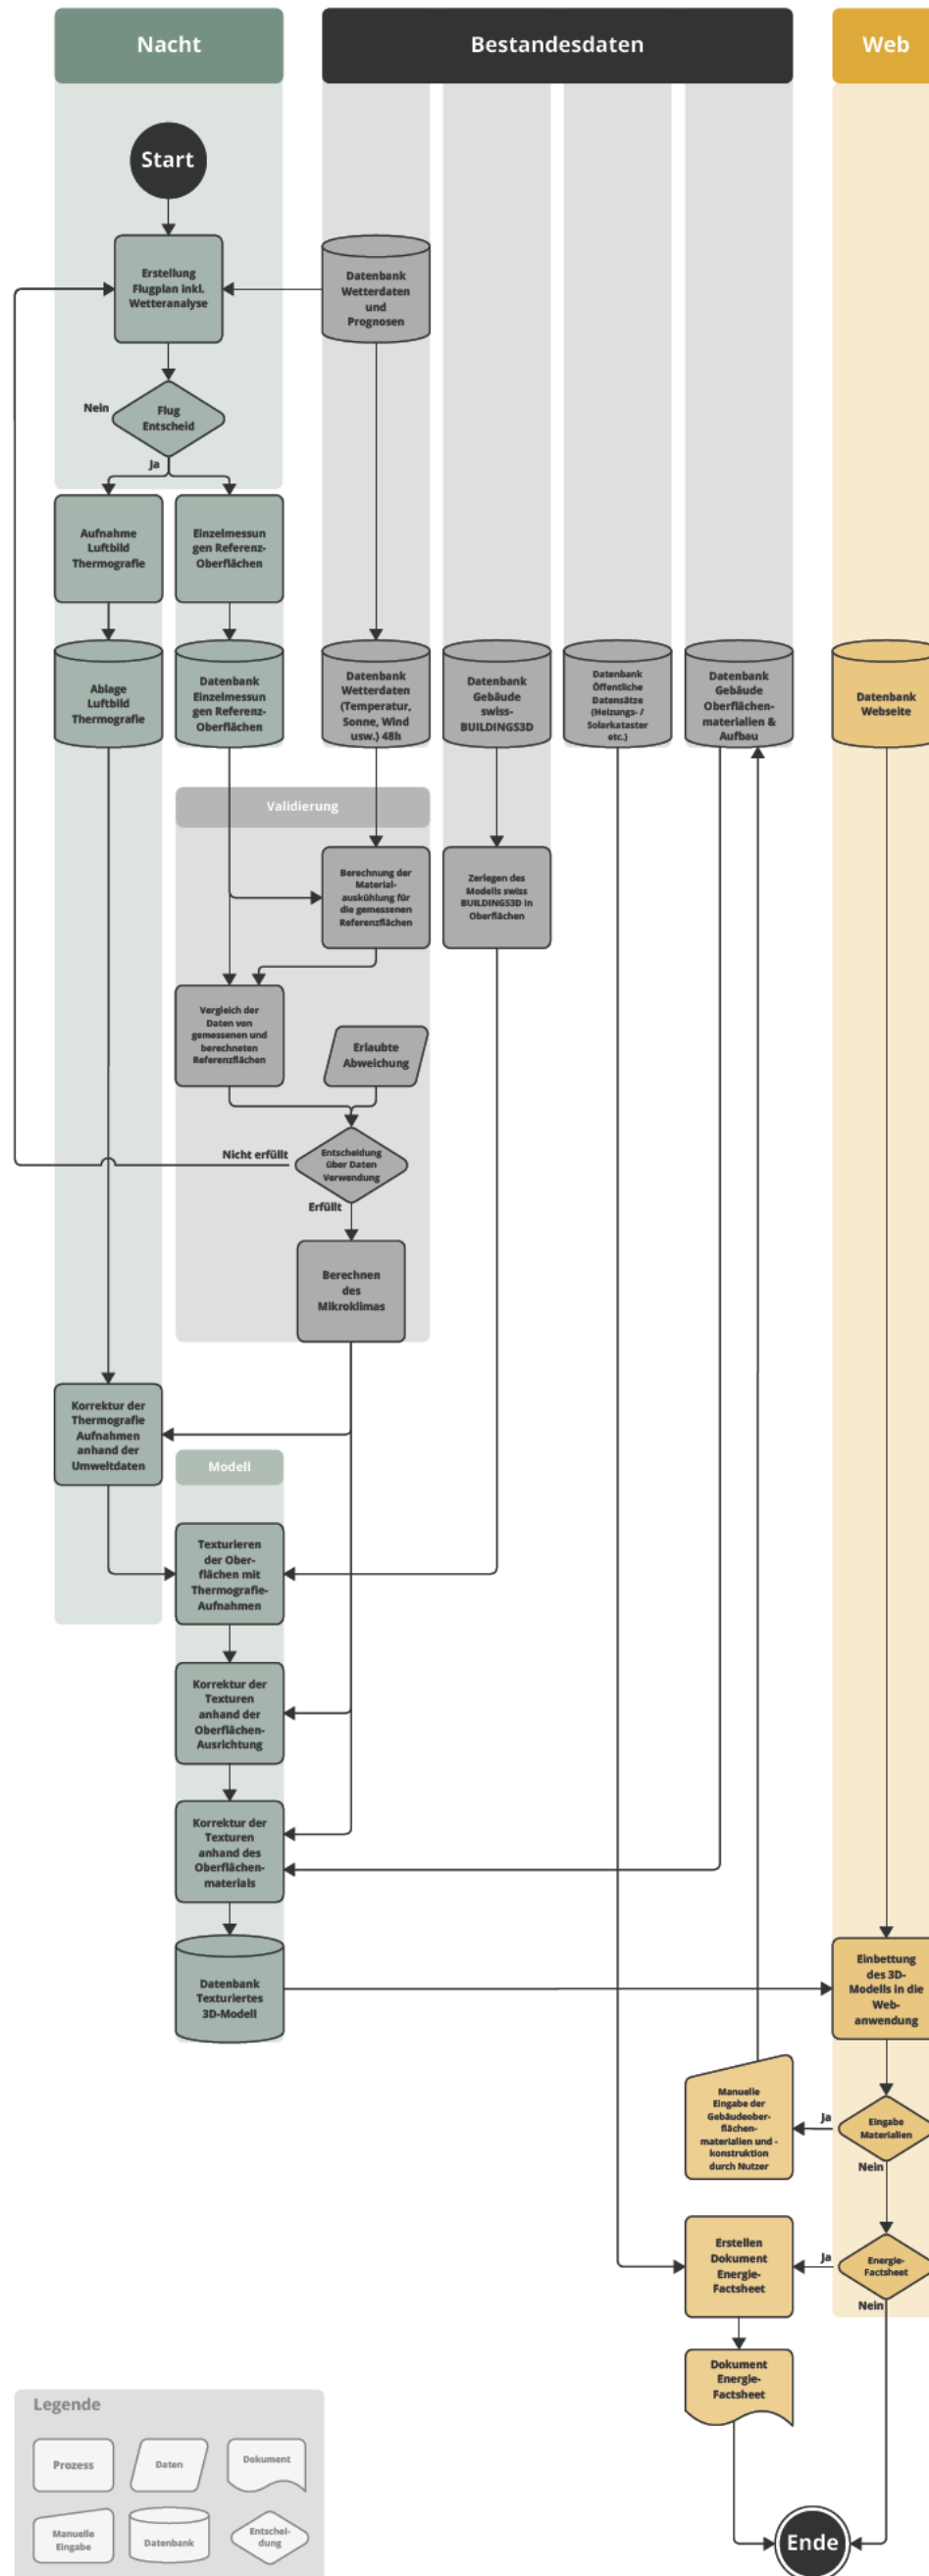 Nacht
Bestandesdaten
Web
Start
Erstellung
Flugplan inkl.
Wetteranalyse
Datenbank
Wetterdaten
und
Prognosen
Nein
Flug
Entscheid
Ja
Aufnahme
Luftbild
Thermografie
Einzelmessun
gen Referenz-
Oberflächen
Ablage
Luftbild
Thermografie
Datenbank
Einzelmessun
gen Referenz-
Oberflächen
Datenbank
Wetterdaten
(Temperatur,
Sonne, Wind
usw.) 48h
Datenbank
Gebäude
swiss-
BUILDINGS3D
Datenbank
Öffentliche
Datensätze
(Heizungs- /
Solarkataster
etc.)
Datenbank
Gebäude
Oberflächen-
materialien &
Aufbau
Datenbank
Webseite
Validierung
Berechnung der
Material-
auskühlung für
die gemessenen
Referenzflächen
Zerlegen des
Modells swiss
BUILDINGS3D in
Oberflächen
Vergleich der
Daten von
gemessenen und
berechneten
Referenzflächen
Erlaubte
Abweichung
Nicht erfüllt
Entscheidung
über Daten
Verwendung
Erfüllt
Berechnen
des
Mikroklimas
Korrektur der
Thermografie
Aufnahmen
anhand der
Umweltdaten
Modell
Texturieren
der Ober-
flächen mit
Thermografie-
Aufnahmen
Korrektur der
Texturen
anhand der
Oberflächen-
Ausrichtung
Korrektur der
Texturen
anhand des
Oberflächen-
materials
Datenbank
Texturiertes
3D-Modell
Einbettung
des 3D-
Modells in die
Web-
anwendung
Manuelle
Eingabe der
Gebäudeober-
flächen-
materialien und -
konstruktion
durch Nutzer
Ja
Eingabe
Materialien
Nein
Erstellen
Dokument
Energie-
Factsheet
Ja
Energie-
Factsheet
Nein
Dokument
Energie-
Factsheet
Legende
Prozess
Daten
Dokument
Manuelle
Eingabe
Datenbank
Entschei-
dung
Ende